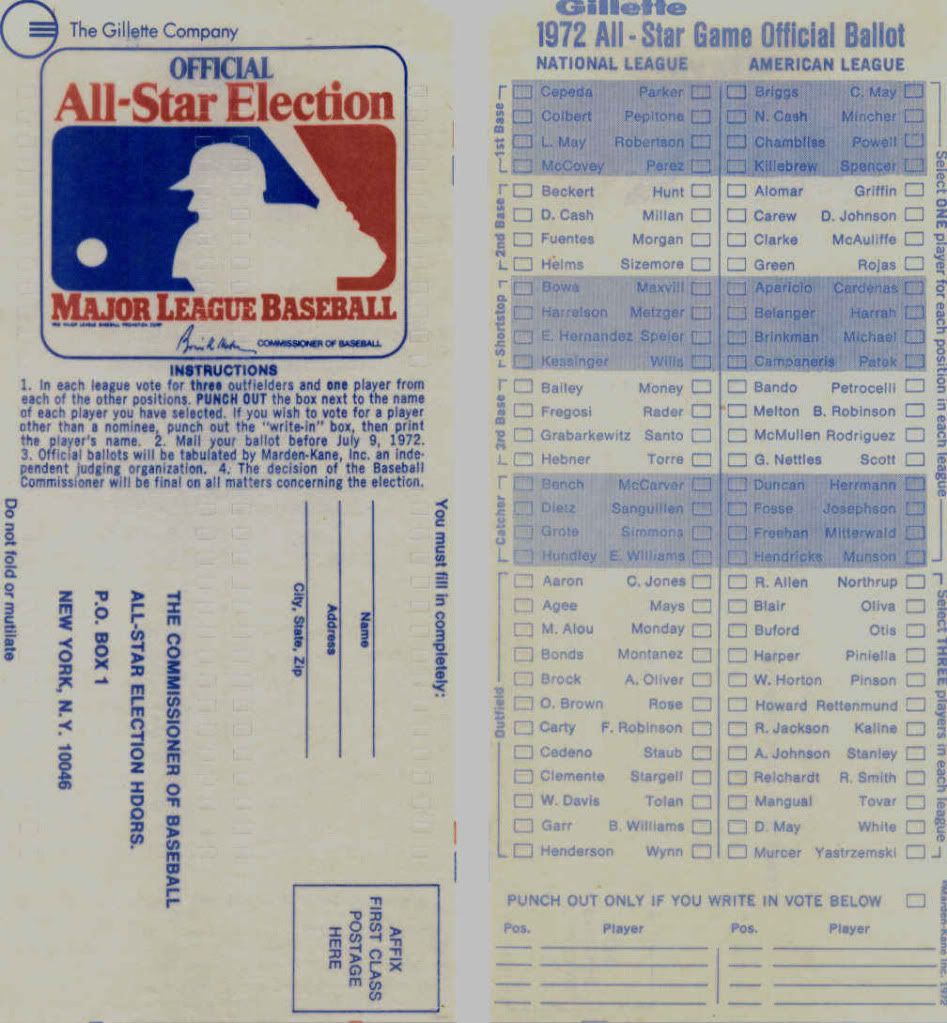 The Gillette Company
OFFICIAL
All-Star Election
MAJOR LEAGUE BASEBALL
COMMISSIONER OF BASEBALL
INSTRUCTIONS
1. In each league vote for three outfielders and one player from
each of the other positions. PUNCH OUT the box next to the name
of each player you have selected. If you wish to vote for a player
other than a nominee, punch out the "write-in" box, then print
the player's name. 2. Mail your ballot before July 9, 1972.
3. Official ballots will be tabulated by Marden-Kane, Inc. an inde-
pendent judging organization. 4. The decision of the Baseball
Commissioner will be final on all matters concerning the election.
You must fill in completely:
Name
Address
City, State, Zip
THE COMMISSIONER OF BASEBALL
ALL-STAR ELECTION HDQRS.
P.O. BOX 1
NEW YORK, N.Y. 10046
Do not fold or mutilate
AFFIX
FIRST CLASS
POSTAGE
HERE
Gillette
1972 All-Star Game Official Ballot
NATIONAL LEAGUE AMERICAN LEAGUE
1st Base
Cepeda Parker Briggs C. May
Colbert Pepitone N. Cash Mincher
L. May Robertson Chambliss Powell
McCovey Perez Killebrew Spencer
2nd Base
Beckert Hunt Alomar Griffin
D. Cash Millan Carew D. Johnson
Fuentes Morgan Clarke McAuliffe
Helms Sizemore Green Rojas
Shortstop
Bowa Maxvill Aparicio Cardenas
Harrelson Metzger Belanger Harrah
E. Hernandez Speier Brinkman Michael
Kessinger Wills Campaneris Patek
3rd Base
Bailey Money Bando Petrocelli
Fregosi Rader Melton B. Robinson
Grabarkewitz Santo McMullen Rodriguez
Hebner Torre G. Nettles Scott
Catcher
Bench McCarver Duncan Herrmann
Dietz Sanguillen Fosse Josephson
Grote Simmons Freehan Mitterwald
Hundley E. Williams Hendricks Munson
Outfield
Aaron C. Jones R. Allen Northrup
Agee Mays Blair Oliva
M. Alou Monday Buford Otis
Bonds Montanez Harper Piniella
Brock A. Oliver W. Horton Pinson
O. Brown Rose Howard Rettenmund
Carty F. Robinson R. Jackson Kaline
Cedeno Staub A. Johnson Stanley
Clemente Stargell Reichardt R. Smith
W. Davis Tolan Mangual Tovar
Garr B. Williams D. May White
Henderson Wynn Murcer Yastrzemski
Select ONE player for each position in each league
Select THREE players in each league
PUNCH OUT ONLY IF YOU WRITE IN VOTE BELOW
Pos. Player Pos. Player
Marden-Kane Inc. 1972